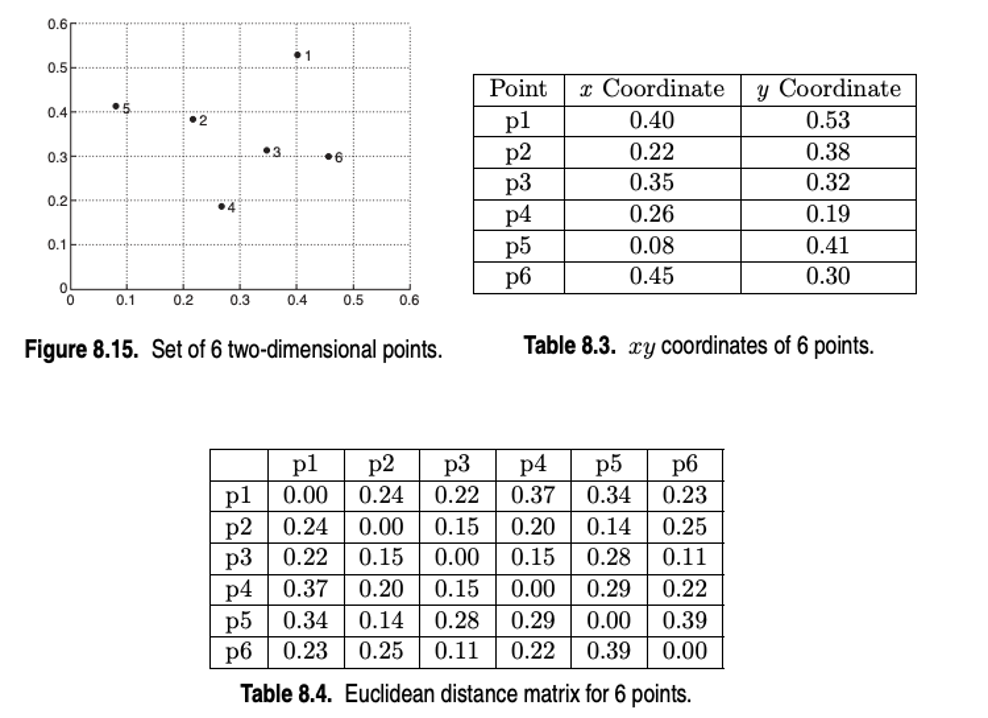 0.6
0.5
0.4
0.3
0.2
0.1
0
0 0.1 0.2 0.3 0.4 0.5 0.6
1
5
2
3
6
4
Figure 8.15. Set of 6 two-dimensional points.
Point x Coordinate y Coordinate
p1 0.40 0.53
p2 0.22 0.38
p3 0.35 0.32
p4 0.26 0.19
p5 0.08 0.41
p6 0.45 0.30
Table 8.3. xy coordinates of 6 points.
p1 p2 p3 p4 p5 p6
p1 0.00 0.24 0.22 0.37 0.34 0.23
p2 0.24 0.00 0.15 0.20 0.14 0.25
p3 0.22 0.15 0.00 0.15 0.28 0.11
p4 0.37 0.20 0.15 0.00 0.29 0.22
p5 0.34 0.14 0.28 0.29 0.00 0.39
p6 0.23 0.25 0.11 0.22 0.39 0.00
Table 8.4. Euclidean distance matrix for 6 points.